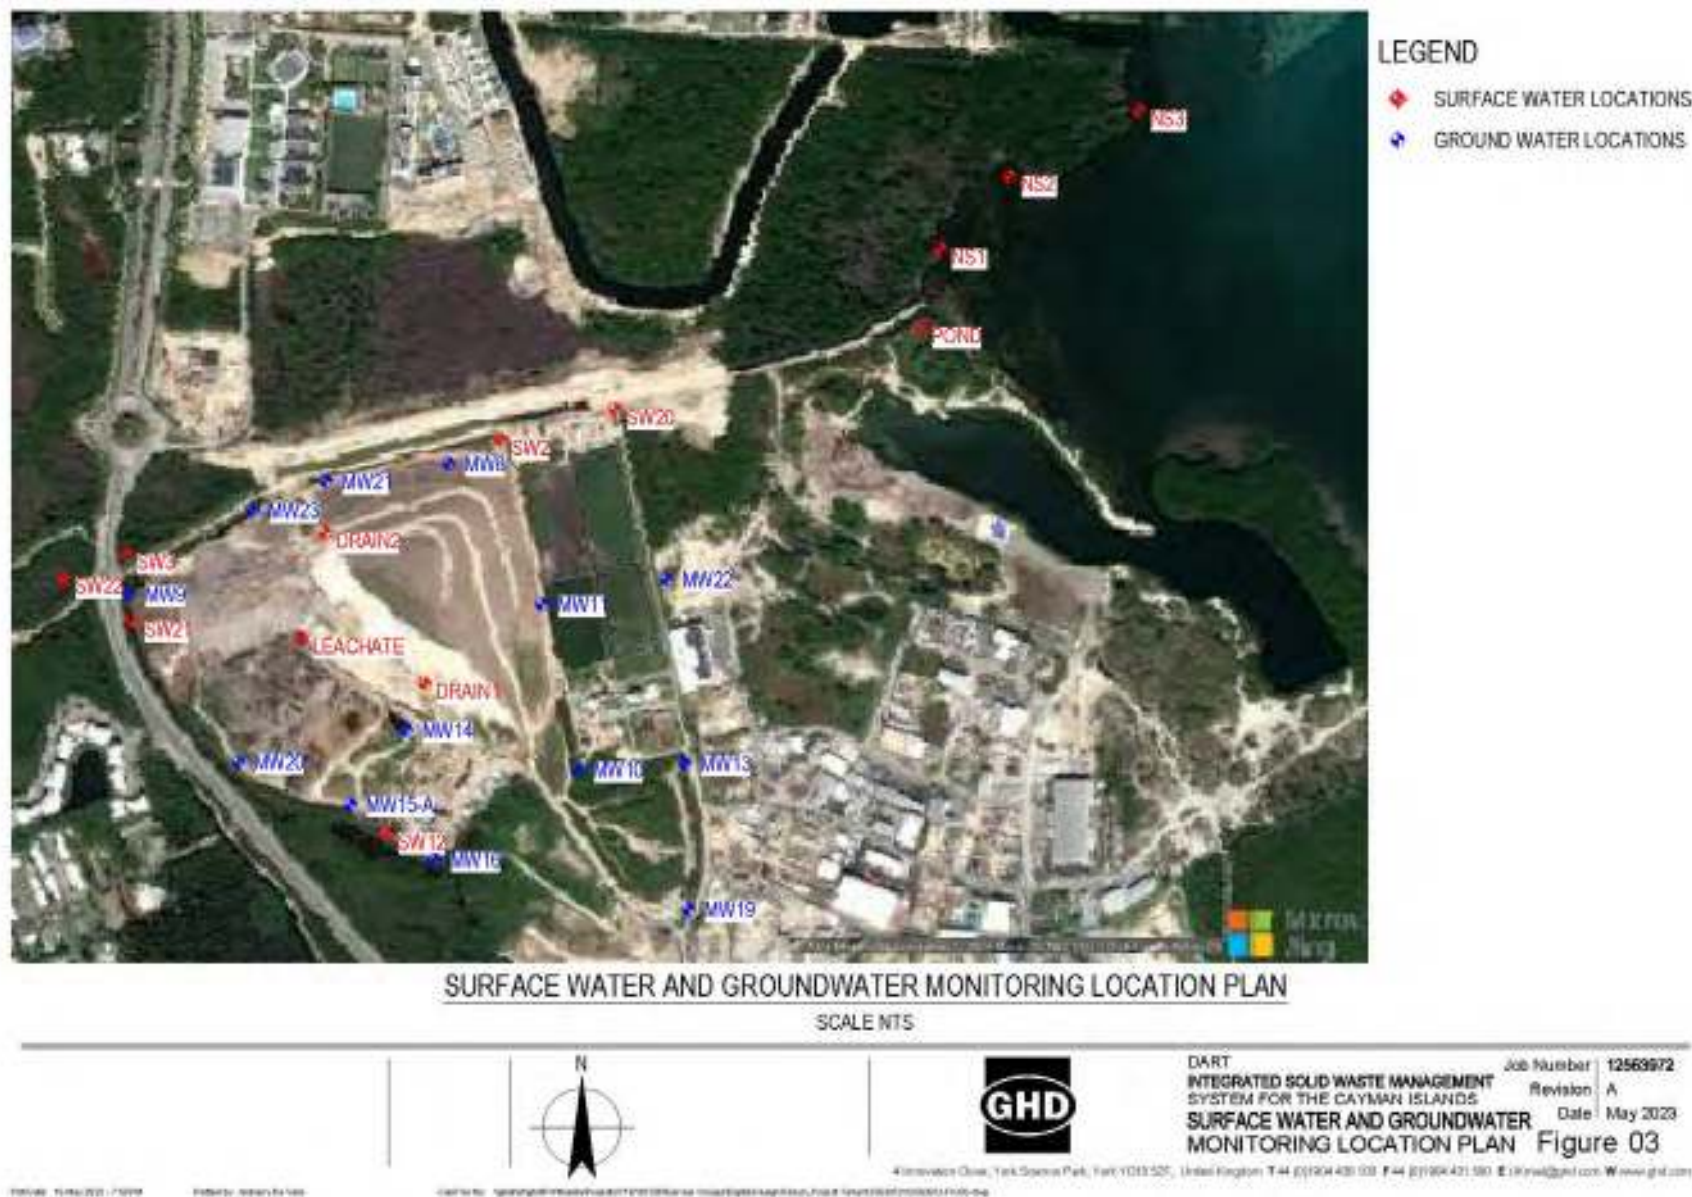 LEGEND
SURFACE WATER LOCATIONS
GROUND WATER LOCATIONS
NS3
NS2
NS1
POND
SW20
SW2
MW8
MW21
MW23
DRAIN2
SW3
SW22
MW9
MW22
MW11
SW21
LEACHATE
DRAIN1
MW14
MW20
MW10
MW13
MW15-A
SW12
MW16
MW19
SURFACE WATER AND GROUNDWATER MONITORING LOCATION PLAN
SCALE NTS
N
GHD
DART
INTEGRATED SOLID WASTE MANAGEMENT
SYSTEM FOR THE CAYMAN ISLANDS
SURFACE WATER AND GROUNDWATER
MONITORING LOCATION PLAN
Job Number 12563972
Revision A
Date May 2023
Figure 03